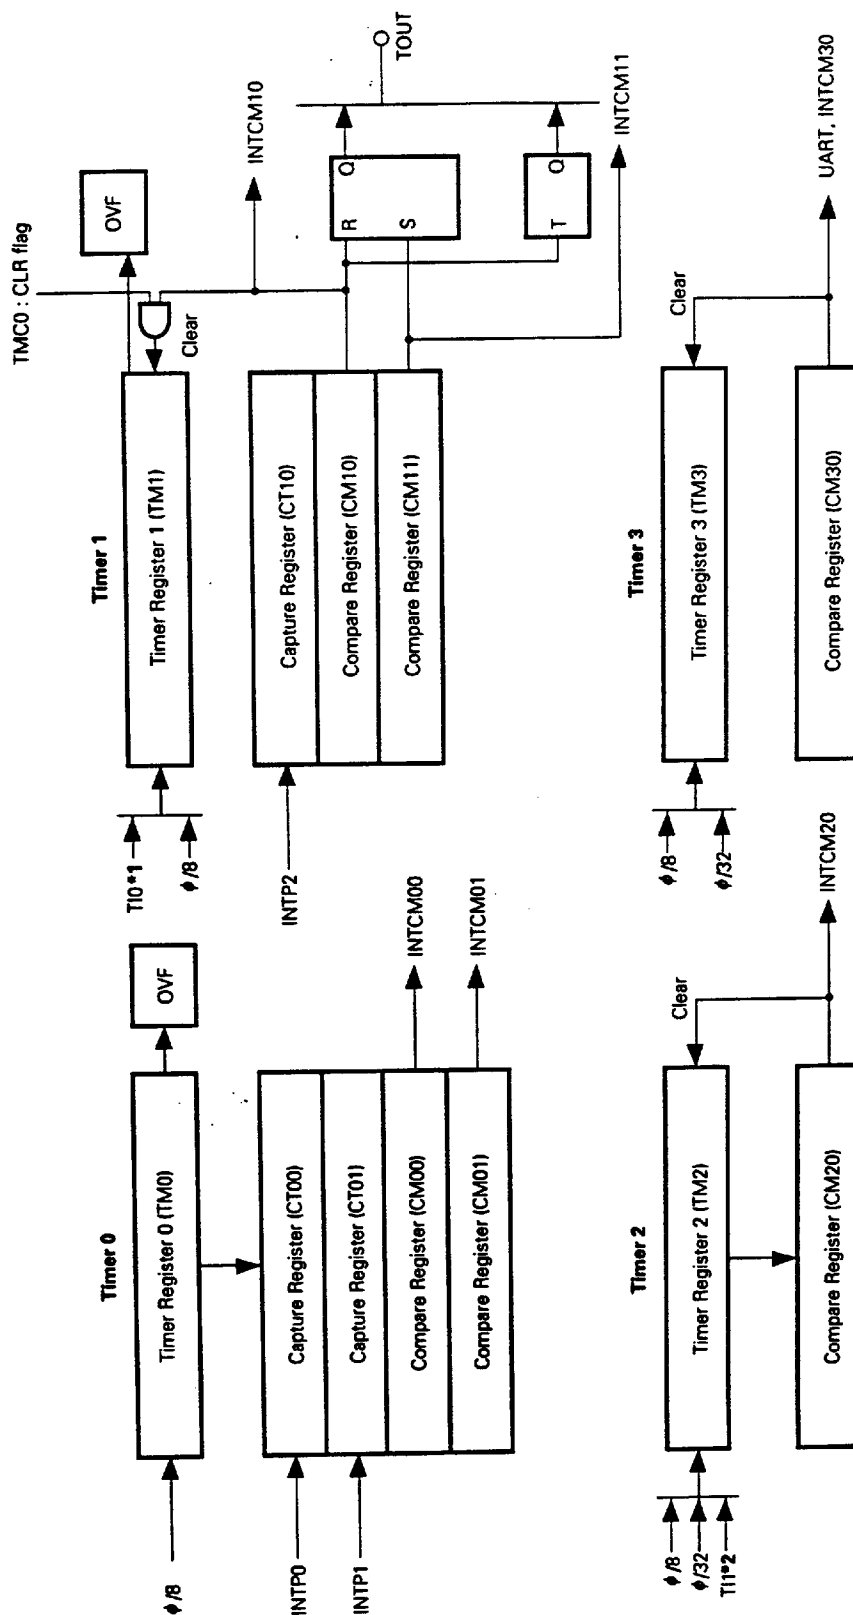 Timer 0
φ/8
Timer Register 0 (TM0)
OVF
INTP0
Capture Register (CT00)
INTP1
Capture Register (CT01)
Compare Register (CM00)
INTCM00
Compare Register (CM01)
INTCM01
Timer 1
TI0*1
φ/8
Timer Register 1 (TM1)
OVF
TMC0 : CLR flag
Clear
INTP2
Capture Register (CT10)
Compare Register (CM10)
Compare Register (CM11)
INTCM10
R
Q
S
T
Q
TOUT
INTCM11
Timer 2
φ/8
φ/32
TI1*2
Timer Register 2 (TM2)
Clear
Compare Register (CM20)
INTCM20
Timer 3
φ/8
φ/32
Timer Register 3 (TM3)
Clear
Compare Register (CM30)
UART, INTCM30